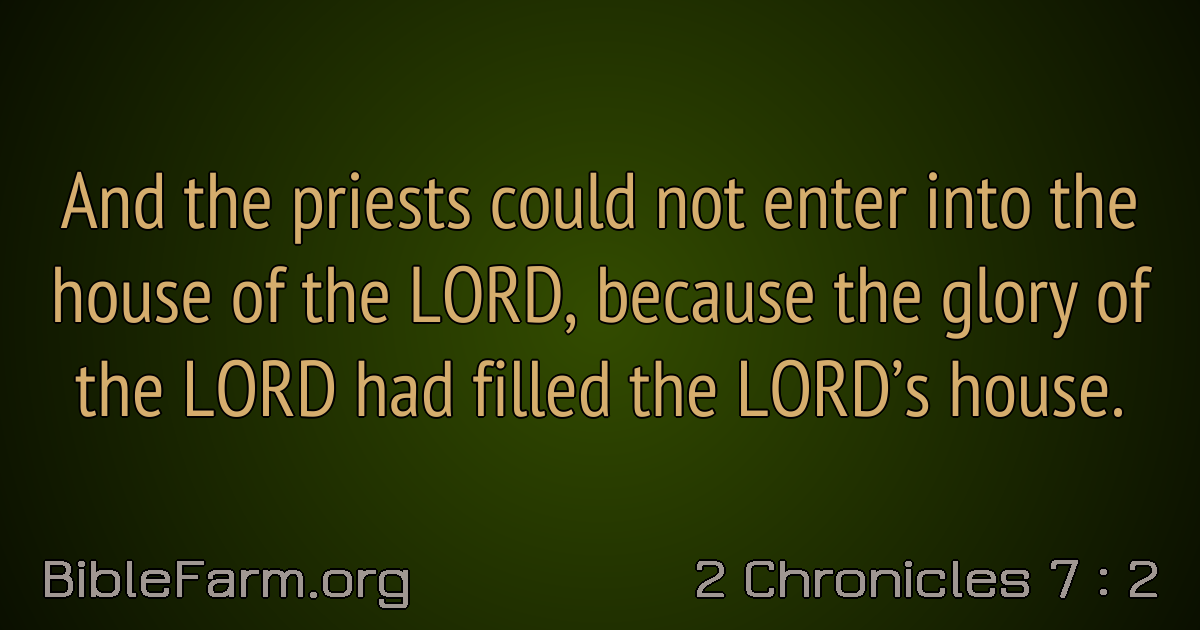 And the priests could not enter into the
house of the LORD, because the glory of
the LORD had filled the LORD’s house.
BibleFarm.org
2 Chronicles 7 : 2